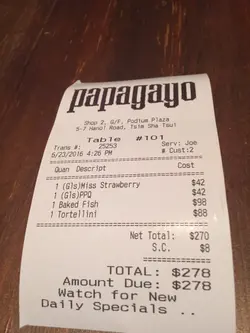 papagayo
Shop 2, G/F, Podium Plaza
5-7 Hanoi Road, Tsim Sha Tsui
Table #101
Trans #: 25253 Serv: Joe
6/23/2016 4:26 PM # Cust:2
Quan Descript Cost
1 (Gls)Miss Strawberry $42
1 (Gls)PPQ $42
1 Baked Fish $98
1 Tortellini $88
Net Total: $270
S.C. $8
TOTAL: $278
Amount Due: $278
Watch for New
Daily Specials ..